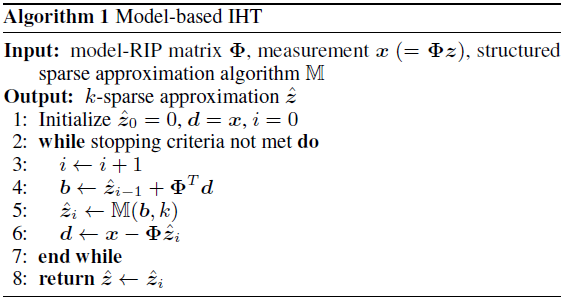 Algorithm 1 Model-based IHT
Input: model-RIP matrix Φ, measurement x (= Φz), structured
sparse approximation algorithm 𝕄
Output: k-sparse approximation ẑ
1: Initialize ẑ₀ = 0, d = x, i = 0
2: while stopping criteria not met do
3: i ← i + 1
4: b ← ẑᵢ₋₁ + Φᵀd
5: ẑᵢ ← 𝕄(b, k)
6: d ← x − Φẑᵢ
7: end while
8: return ẑ ← ẑᵢ